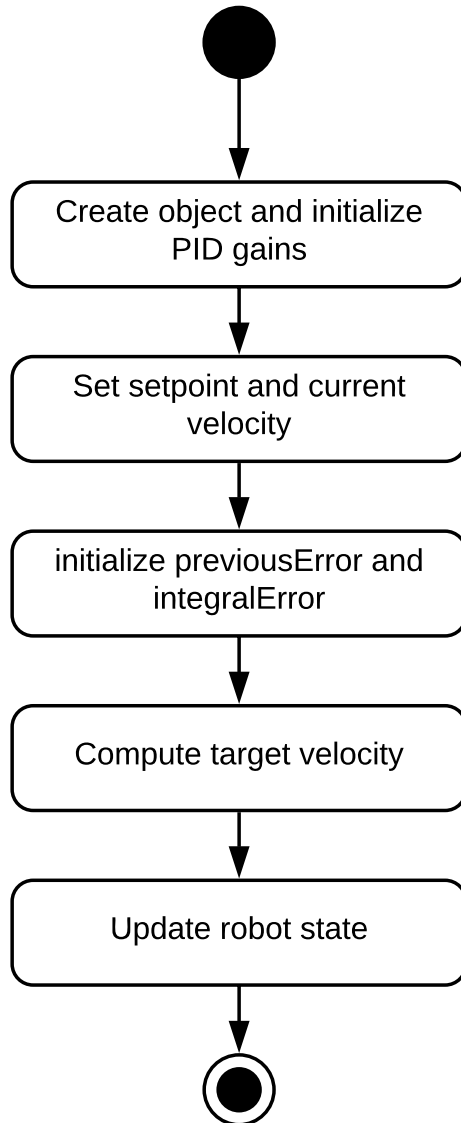 Create object and initialize
PID gains
Set setpoint and current
velocity
initialize previousError and
integralError
Compute target velocity
Update robot state